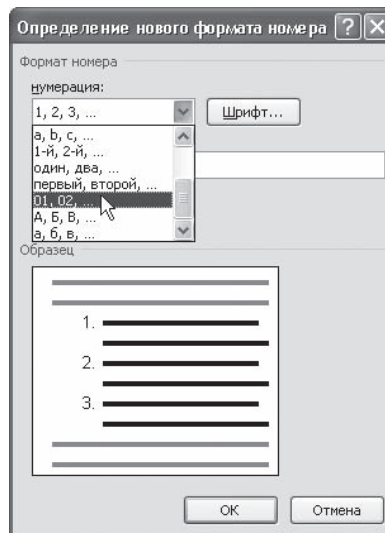 Определение нового формата номера
Формат номера
нумерация:
1, 2, 3, ...
Шрифт...
a, b, c, ...
1-й, 2-й, ...
один, два, ...
первый, второй, ...
01, 02, ...
А, Б, В, ...
а, б, в, ...
Образец
1.
2.
3.
ОК
Отмена